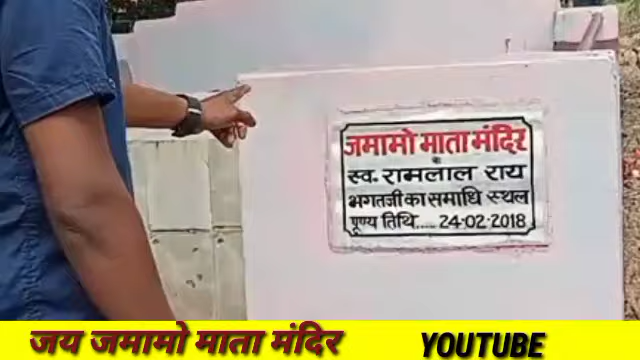 जमामो माता मंदिर
के
स्व. रामलाल राय
भगतजी का समाधि स्थल
पूण्य तिथि..... 24-02-2018
जय जमामो माता मंदिर YOUTUBE